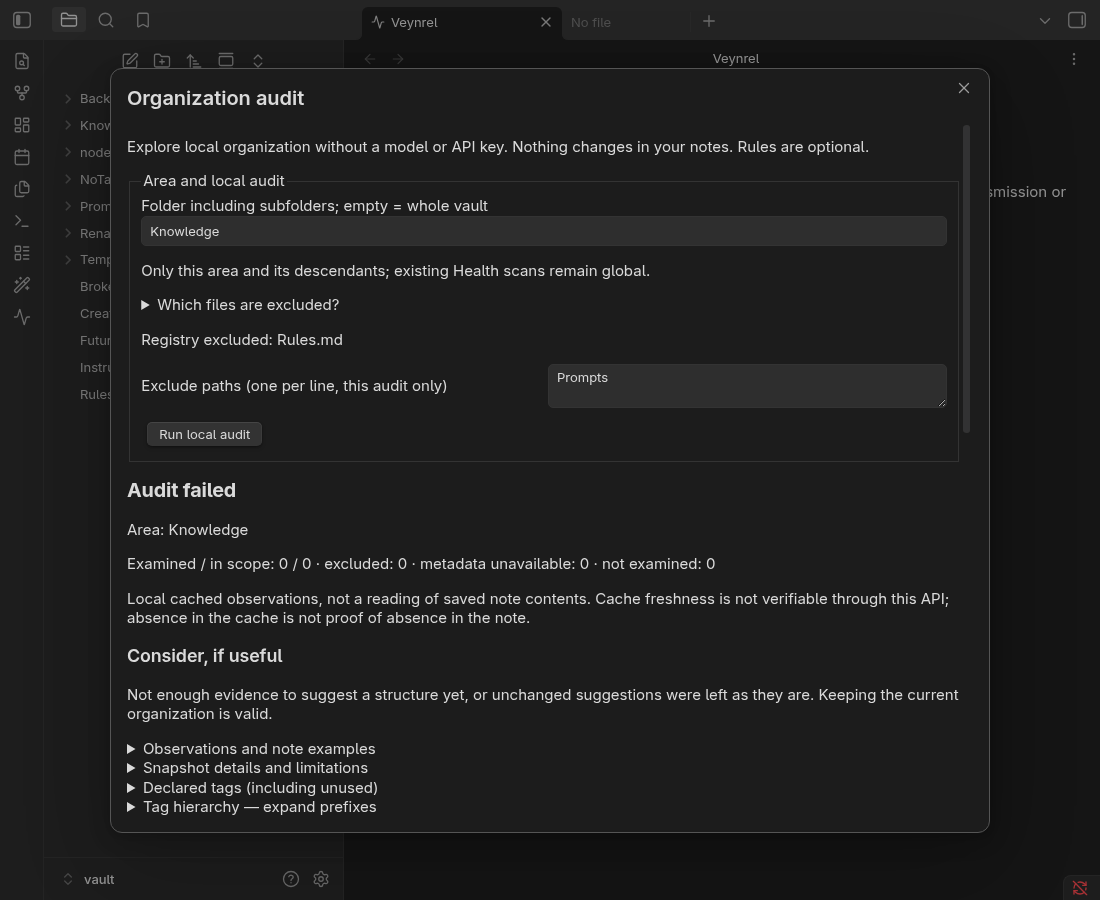 Veynrel
No file
Veynrel
Back
Know
node
NoTa
Prom
Rena
Temp
Broke
Crea
Futur
Instru
Rules
smission or
Organization audit
Explore local organization without a model or API key. Nothing changes in your notes. Rules are optional.
Area and local audit
Folder including subfolders; empty = whole vault
Knowledge
Only this area and its descendants; existing Health scans remain global.
Which files are excluded?
Registry excluded: Rules.md
Exclude paths (one per line, this audit only)
Prompts
Run local audit
Audit failed
Area: Knowledge
Examined / in scope: 0 / 0 · excluded: 0 · metadata unavailable: 0 · not examined: 0
Local cached observations, not a reading of saved note contents. Cache freshness is not verifiable through this API;
absence in the cache is not proof of absence in the note.
Consider, if useful
Not enough evidence to suggest a structure yet, or unchanged suggestions were left as they are. Keeping the current
organization is valid.
Observations and note examples
Snapshot details and limitations
Declared tags (including unused)
Tag hierarchy — expand prefixes
vault